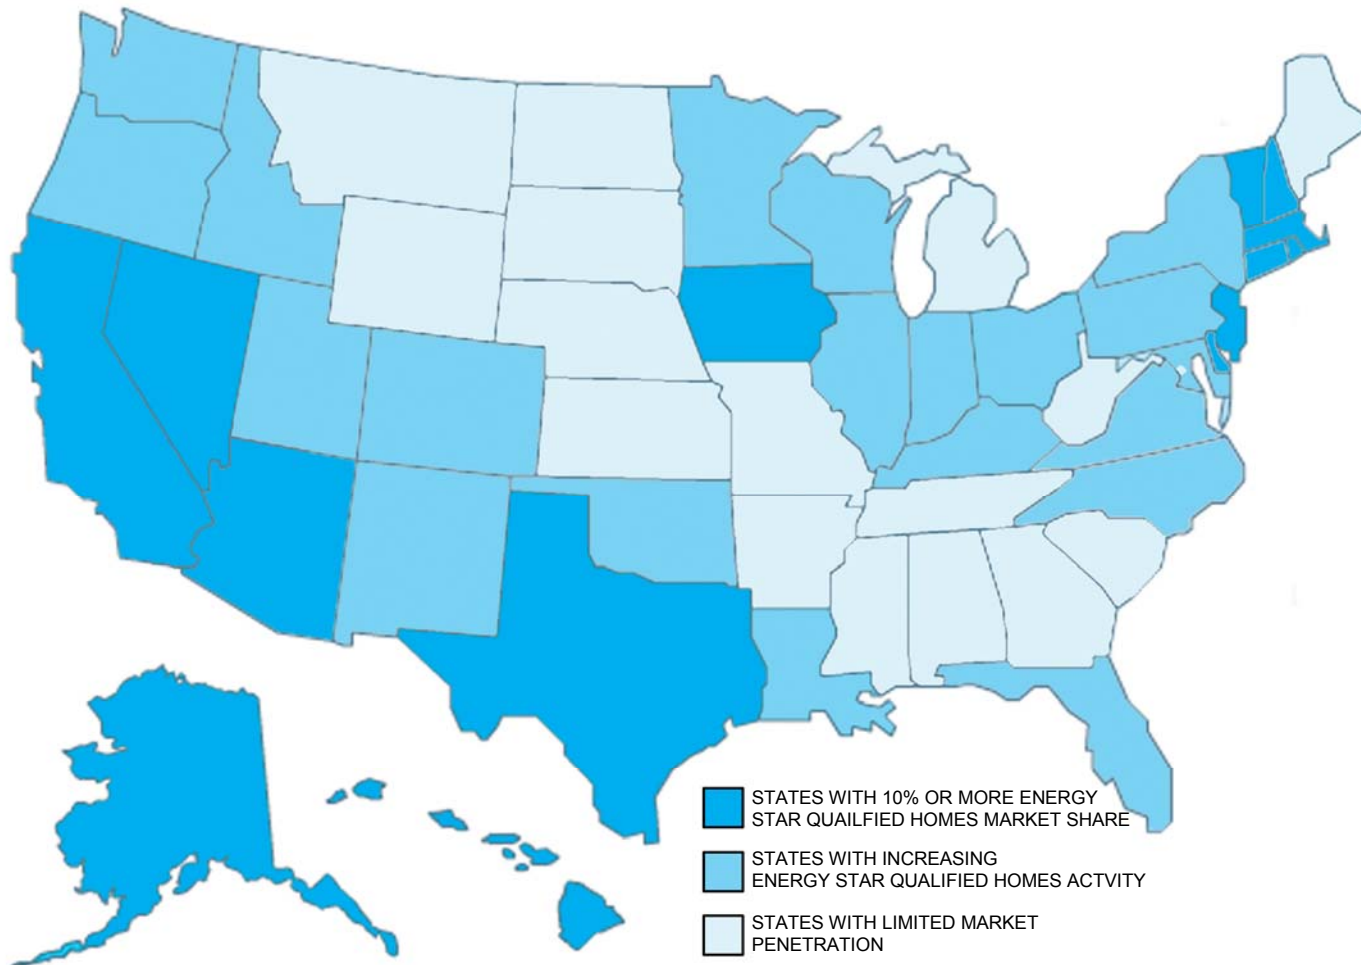 STATES WITH 10% OR MORE ENERGY
STAR QUAILFIED HOMES MARKET SHARE
STATES WITH INCREASING
ENERGY STAR QUALIFIED HOMES ACTVITY
STATES WITH LIMITED MARKET
PENETRATION